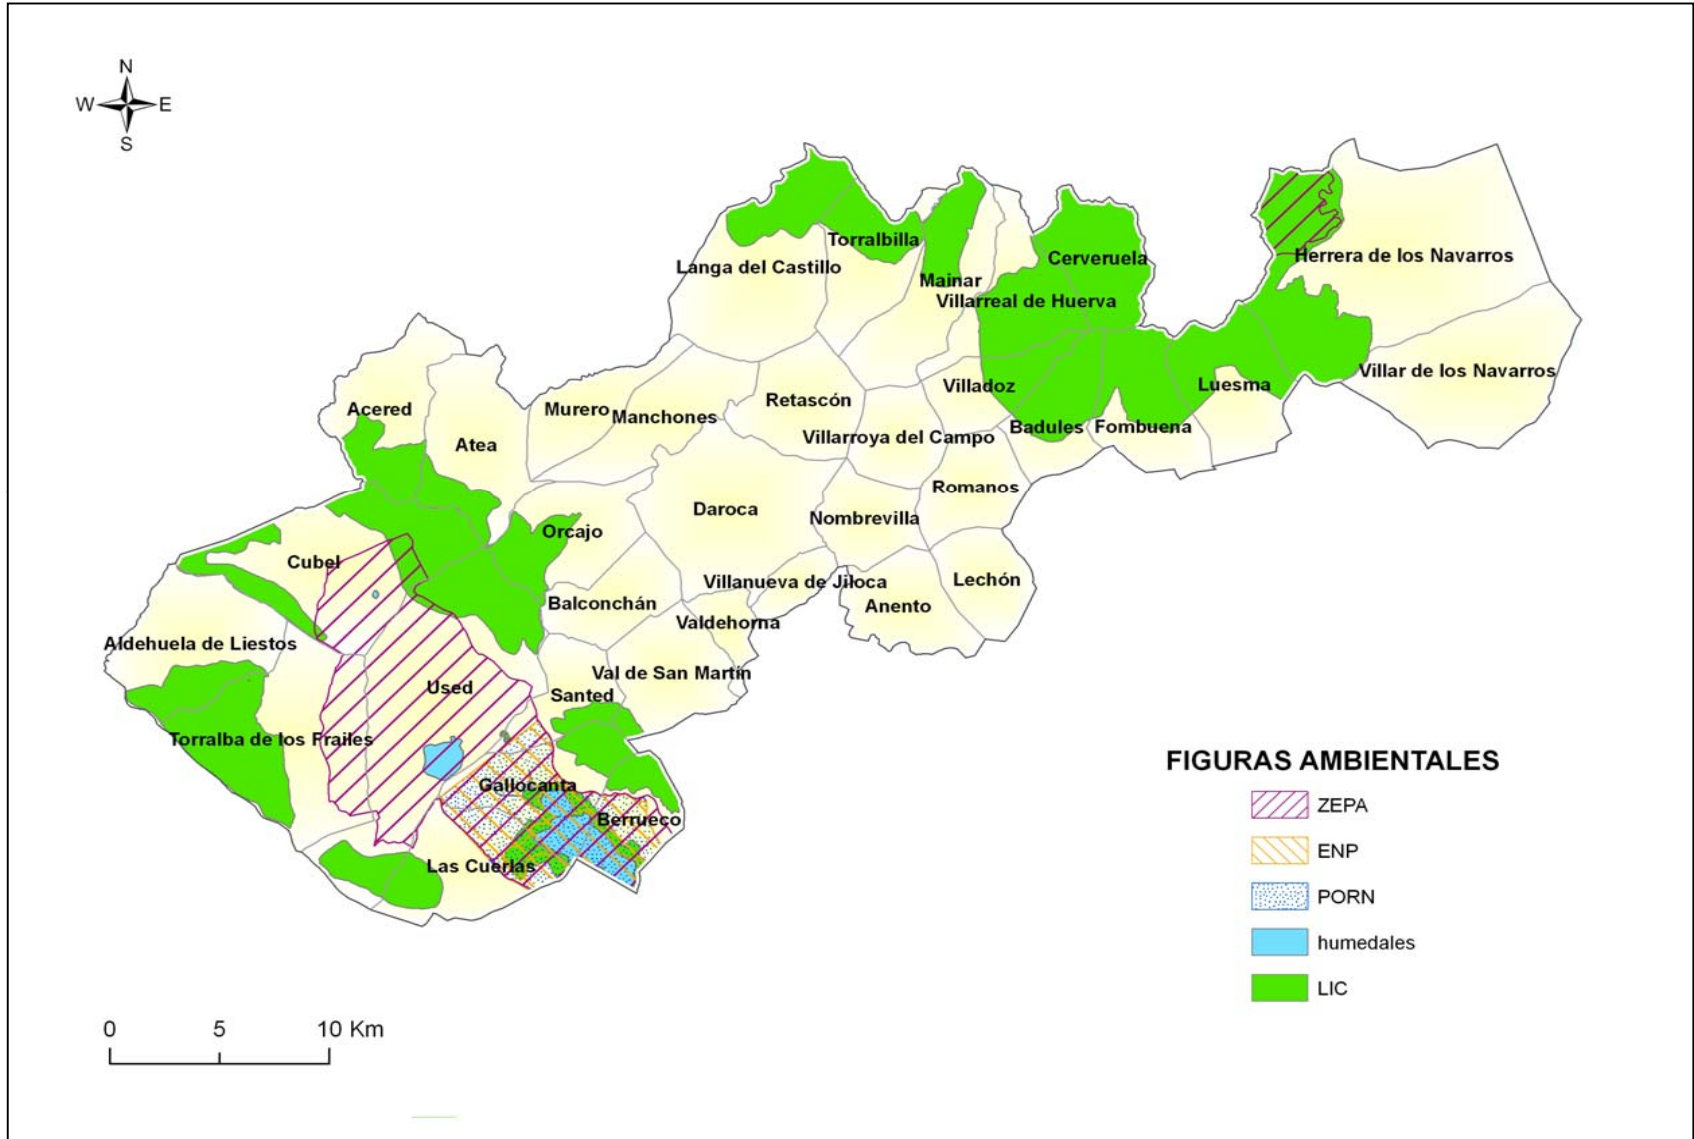 N
W E
S
Torralbilla
Langa del Castillo
Mainar
Villarreal de Huerva
Cerveruela
Herrera de los Navarros
Villar de los Navarros
Luesma
Villadoz
Badules
Fombuena
Retascón
Villarroya del Campo
Acered
Atea
Murero
Manchones
Romanos
Daroca
Nombrevilla
Orcajo
Cubel
Lechón
Villanueva de Jiloca
Anento
Balconchán
Valdehorna
Aldehuela de Liestos
Val de San Martín
Used
Santed
Torralba de los Frailes
Gallocanta
Berrueco
Las Cuerlas
FIGURAS AMBIENTALES
ZEPA
ENP
PORN
humedales
LIC
0 5 10 Km